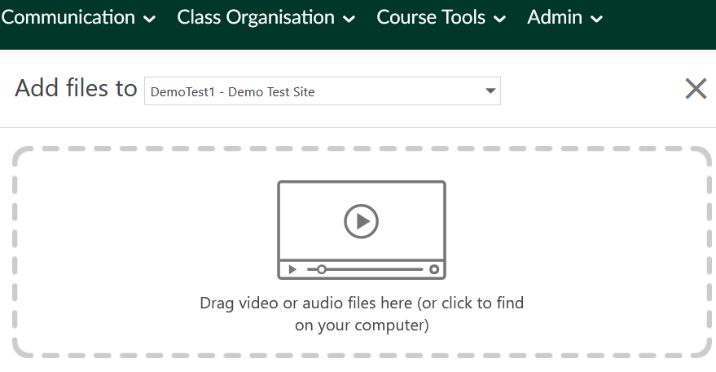 Communication Class Organisation Course Tools Admin
Add files to DemoTest1 - Demo Test Site
Drag video or audio files here (or click to find
on your computer)